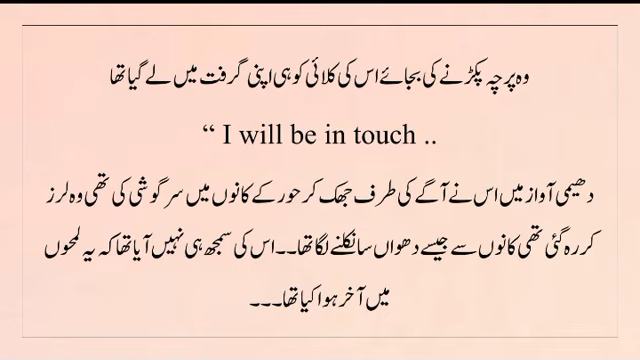 وہ پرچہ پکڑنے کی بجائے اس کی کلائی کو ہی اپنی گرفت میں لے گیا تھا
“ I will be in touch ..
دھیمی آواز میں اس نے آگے کی طرف جھک کر حور کے کانوں میں سر گوشی کی تھی وہ لرز
کر رہ گئی تھی کانوں سے جیسے دھواں سا نکلنے لگا تھا۔۔اس کی سمجھ ہی نہیں آیا تھا کہ یہ لمحوں
میں آخر ہوا کیا تھا۔۔۔